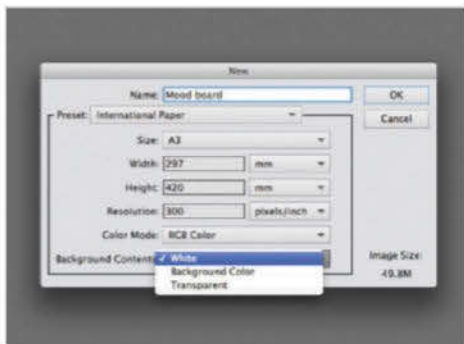 New
Name: Mood board
OK
Preset: International Paper
Cancel
Size: A3
Width: 297 mm
Height: 420 mm
Resolution: 300 pixels/inch
Color Mode: RGB Color
Background Contents: ✓ White
Background Color
Transparent
Image Size:
49.8M